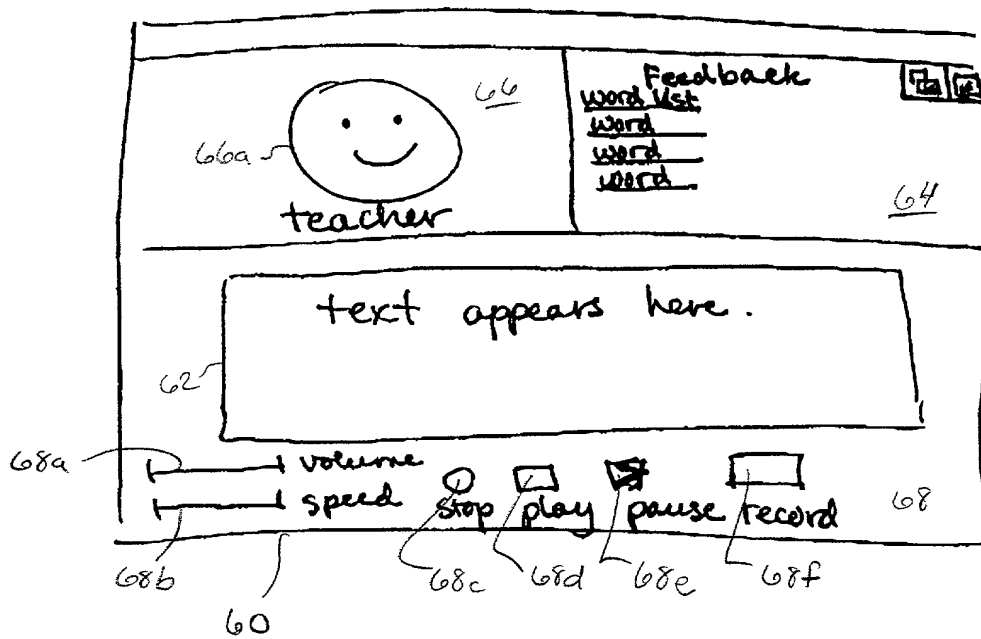 Feedback
66
word list
word
word
word
66a
64
teacher
text appears here.
62
68a
volume
speed
stop play pause record
68
68b
68c
68d
68e
68f
60